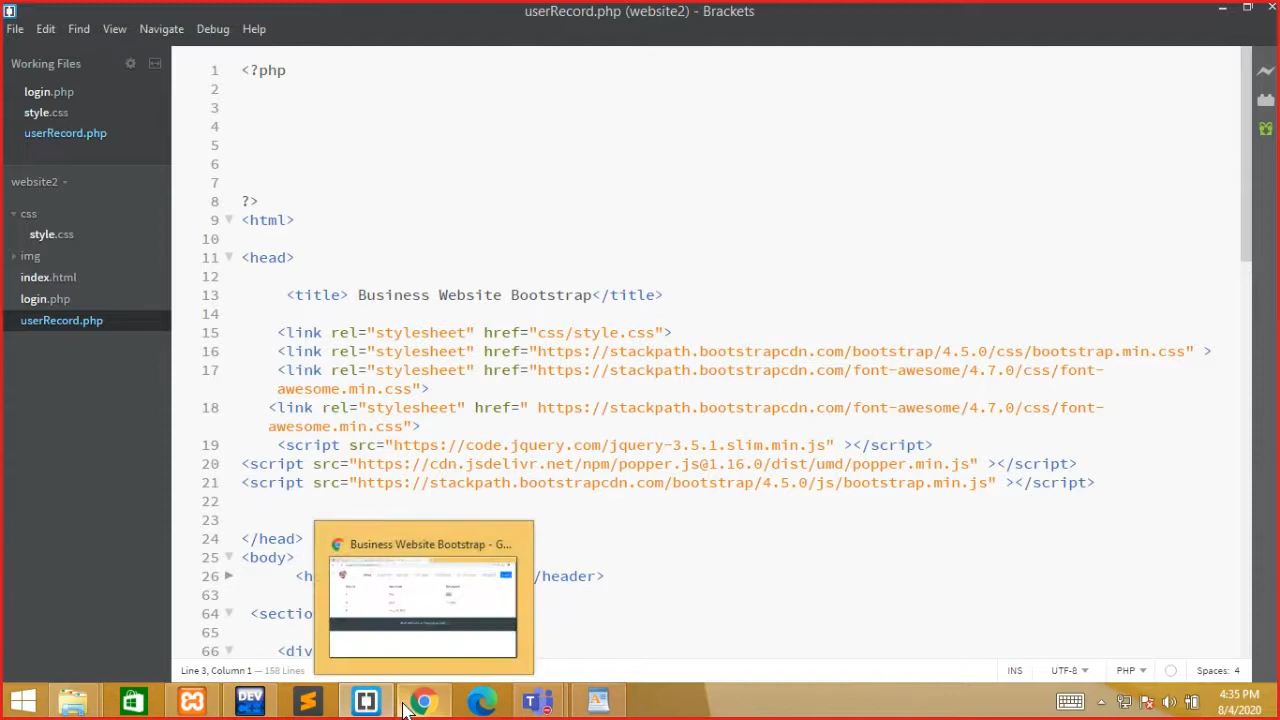 userRecord.php (website2) - Brackets
File Edit Find View Navigate Debug Help
Working Files
login.php
style.css
userRecord.php
website2
css
style.css
img
index.html
login.php
userRecord.php
1 <?php
2
3
4
5
6
7
8 ?>
9 <html>
10
11 <head>
12
13 <title> Business Website Bootstrap</title>
14
15 <link rel="stylesheet" href="css/style.css">
16 <link rel="stylesheet" href="https://stackpath.bootstrapcdn.com/bootstrap/4.5.0/css/bootstrap.min.css" >
17 <link rel="stylesheet" href="https://stackpath.bootstrapcdn.com/font-awesome/4.7.0/css/font-
awesome.min.css">
18 <link rel="stylesheet" href=" https://stackpath.bootstrapcdn.com/font-awesome/4.7.0/css/font-
awesome.min.css">
19 <script src="https://code.jquery.com/jquery-3.5.1.slim.min.js" ></script>
20 <script src="https://cdn.jsdelivr.net/npm/popper.js@1.16.0/dist/umd/popper.min.js" ></script>
21 <script src="https://stackpath.bootstrapcdn.com/bootstrap/4.5.0/js/bootstrap.min.js" ></script>
22
23
24 </head>
25 <body>
26 <h /header>
63
64 <sectio
65
66 <div
Business Website Bootstrap - G...
Line 3, Column 1 — 158 Lines
INS UTF-8 PHP Spaces: 4
DEV
4:35 PM
8/4/2020